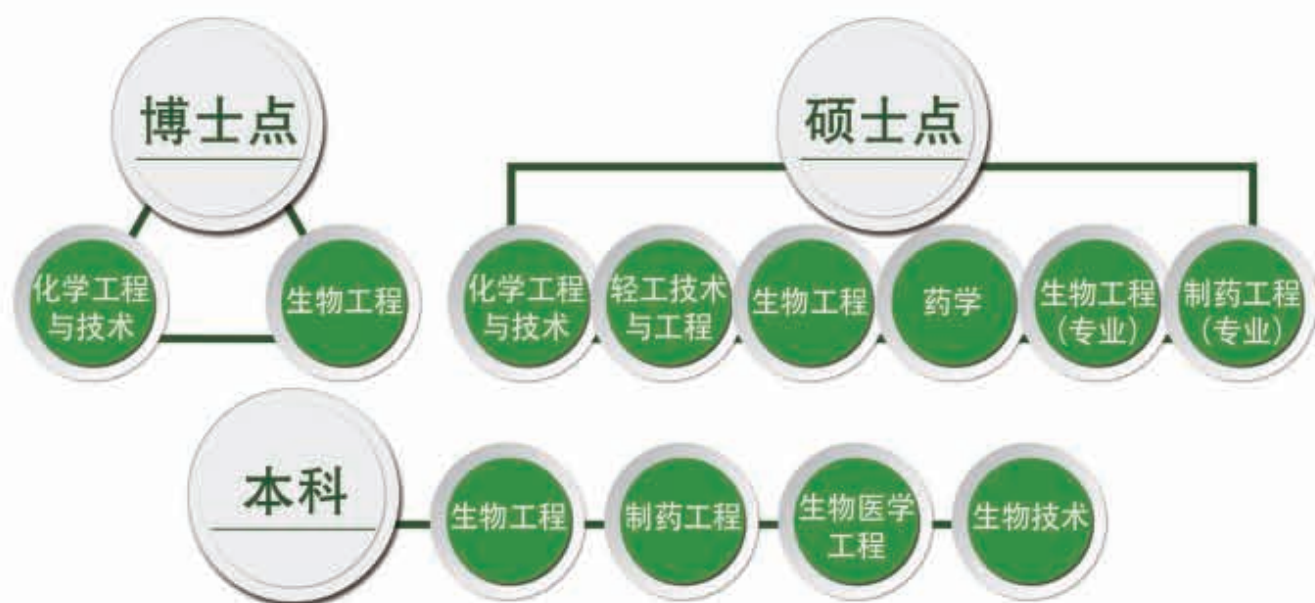 博士点
化学工程
与技术
生物工程
硕士点
化学工程
与技术
轻工技术
与工程
生物工程
药学
生物工程
(专业)
制药工程
(专业)
本科
生物工程
制药工程
生物医学
工程
生物技术